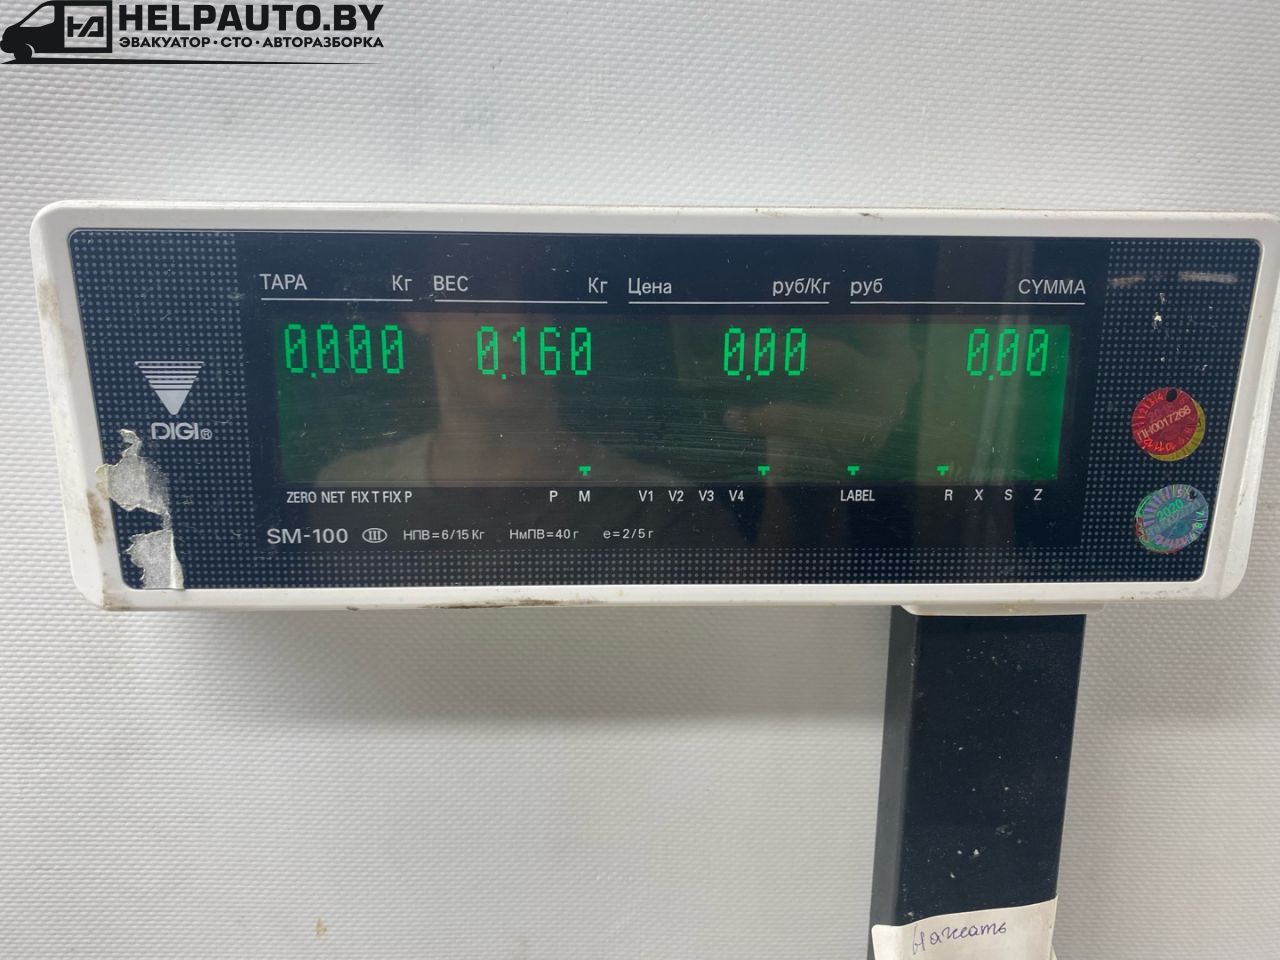 HELPAUTO.BY
ЭВАКУАТОР·СТО·АВТОРАЗБОРКА
ТАРА Кг ВЕС Кг Цена руб/Кг руб СУММА
0.000 0.160 0.00 0.00
DIGI®
ПН0017268
ZERO NET FIX T FIX P P M V1 V2 V3 V4 LABEL R X S Z
2020
SM-100 III НПВ=6/15 Кг НмПВ=40 г e=2/5 г
Нажать